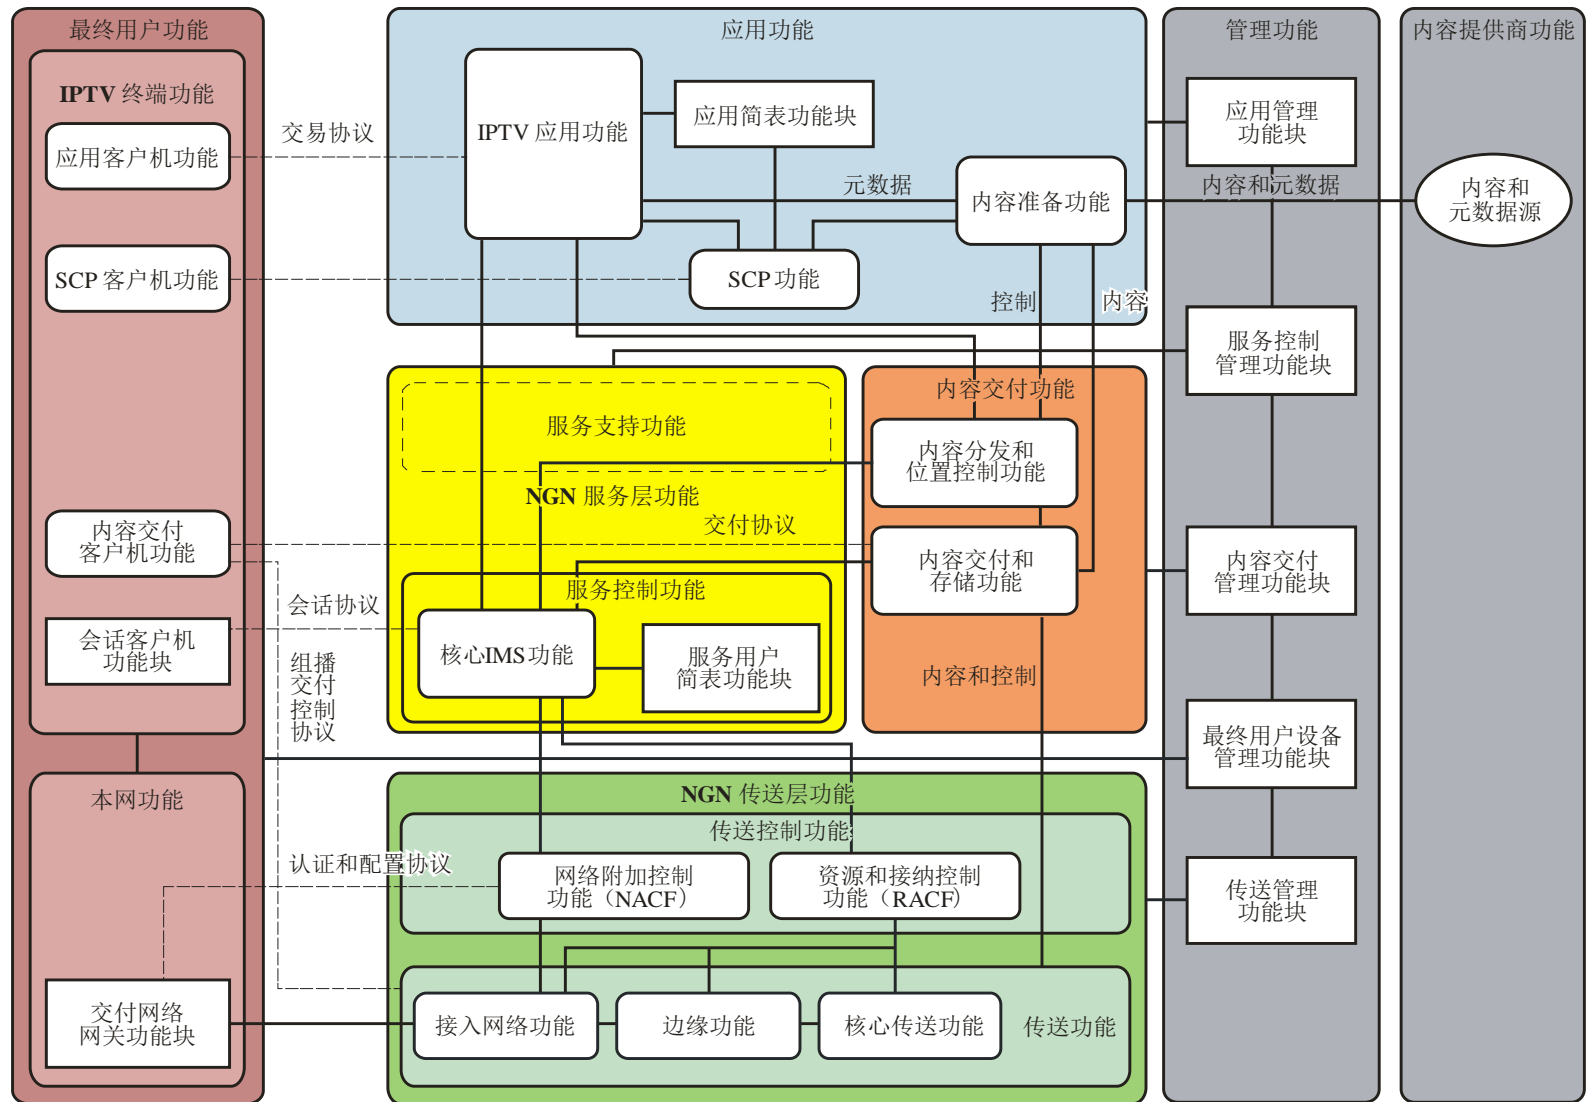 最终用户功能
应用功能
管理功能
内容提供商功能
IPTV 终端功能
应用客户机功能
交易协议
IPTV 应用功能
应用简表功能块
应用管理
功能块
元数据
内容准备功能
内容和元数据
内容和
元数据源
SCP 客户机功能
SCP 功能
控制
内容
服务控制
管理功能块
服务支持功能
NGN 服务层功能
内容交付功能
内容分发和
位置控制功能
内容交付
客户机功能
交付协议
内容交付和
存储功能
内容交付
管理功能块
会话协议
服务控制功能
会话客户机
功能块
核心IMS 功能
服务用户
简表功能块
内容和控制
组播
交付
控制
协议
最终用户设备
管理功能块
本网功能
NGN 传送层功能
传送控制功能
认证和配置协议
网络附加控制
功能（NACF）
资源和接纳控制
功能（RACF）
传送管理
功能块
交付网络
网关功能块
接入网络功能
边缘功能
核心传送功能
传送功能